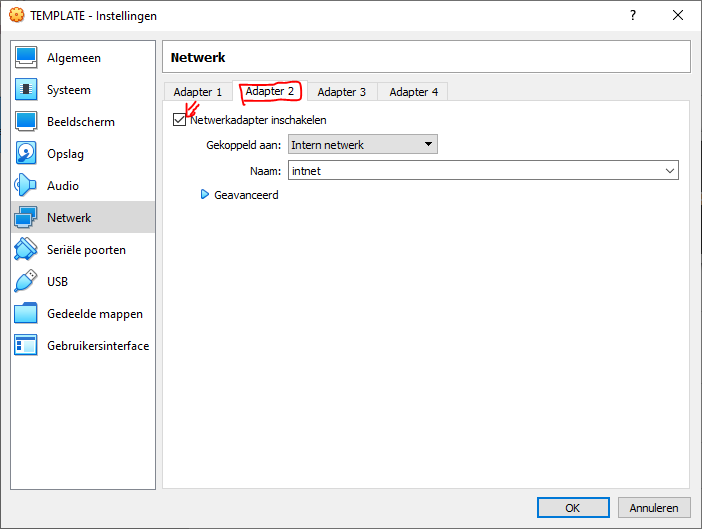 TEMPLATE - Instellingen
?
Algemeen
Systeem
Beeldscherm
Opslag
Audio
Netwerk
Seriële poorten
USB
Gedeelde mappen
Gebruikersinterface
Netwerk
Adapter 1 Adapter 2 Adapter 3 Adapter 4
Netwerkadapter inschakelen
Gekoppeld aan: Intern netwerk
Naam: intnet
Geavanceerd
OK Annuleren